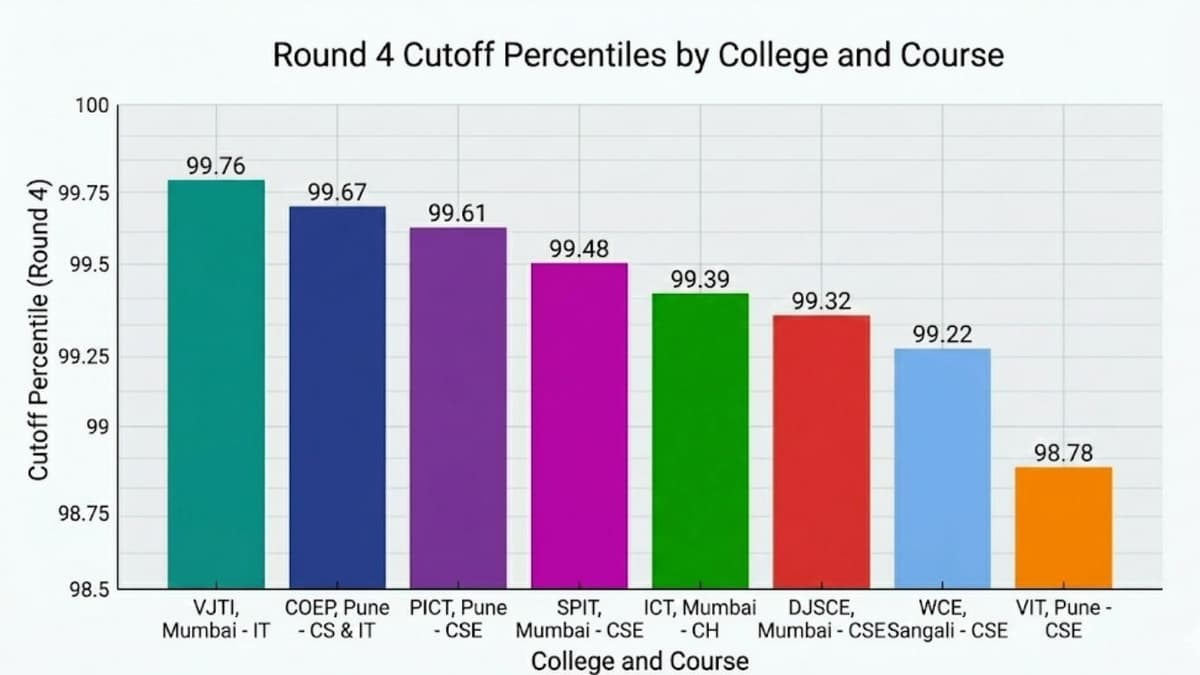 Round 4 Cutoff Percentiles by College and Course
Cutoff Percentile (Round 4)
100
99.75
99.5
99.25
99
98.75
98.5
99.76
99.67
99.61
99.48
99.39
99.32
99.22
98.78
VJTI,
Mumbai - IT
COEP, Pune
- CS & IT
PICT, Pune
- CSE
SPIT,
Mumbai - CSE
ICT, Mumbai
- CH
DJSCE,
Mumbai - CSE
WCE,
Sangali - CSE
VIT, Pune -
CSE
College and Course